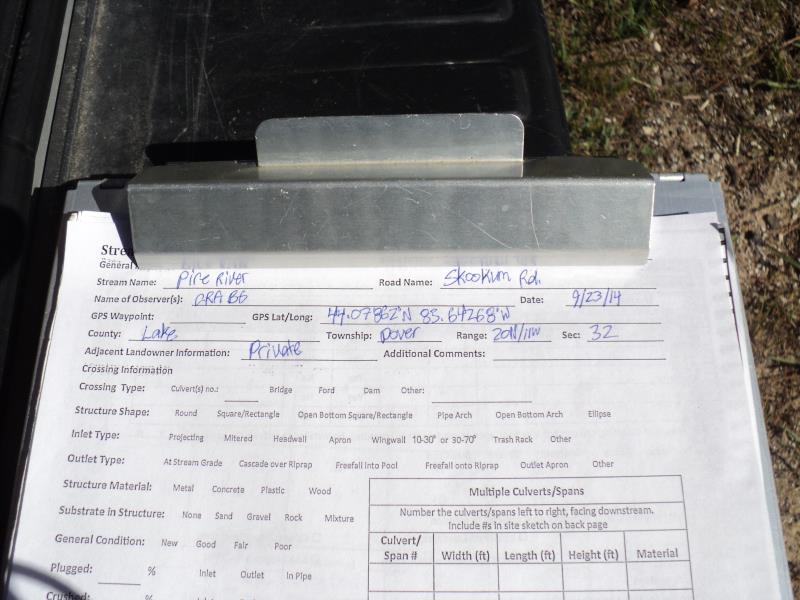 Stre
General
Stream Name: Pine River Road Name: Skookum Rd.
Name of Observer(s): DRA BG Date: 9/23/14
GPS Waypoint: GPS Lat/Long: 44.07862°N 85.64268°W
County: Lake Township: Dover Range: 20N/11W Sec: 32
Adjacent Landowner Information: Private Additional Comments:
Crossing Information
Crossing Type: Culvert(s) no.: Bridge Ford Dam Other:
Structure Shape: Round Square/Rectangle Open Bottom Square/Rectangle Pipe Arch Open Bottom Arch Ellipse
Inlet Type: Projecting Mitered Headwall Apron Wingwall 10-30° or 30-70° Trash Rack Other
Outlet Type: At Stream Grade Cascade over Riprap Freefall into Pool Freefall onto Riprap Outlet Apron Other
Structure Material: Metal Concrete Plastic Wood
Substrate in Structure: None Sand Gravel Rock Mixture
General Condition: New Good Fair Poor
Plugged: % Inlet Outlet In Pipe
Crushed: %
Multiple Culverts/Spans
Number the culverts/spans left to right, facing downstream.
Include #s in site sketch on back page
Culvert/
Span # Width (ft) Length (ft) Height (ft) Material